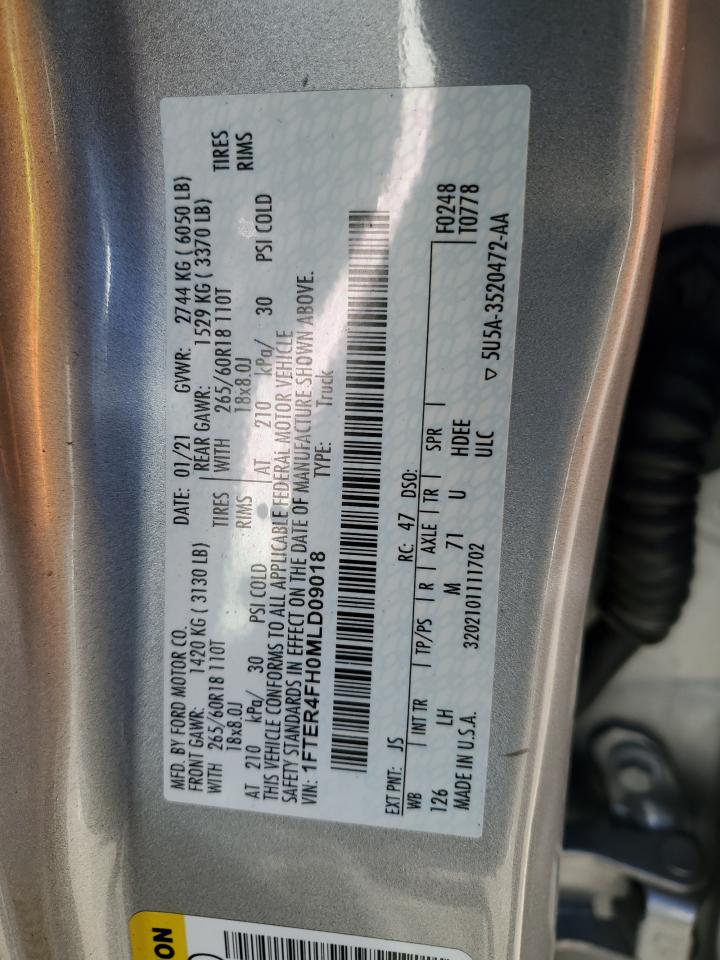 MFD. BY FORD MOTOR CO. DATE: 01/21 GVWR: 2744 KG ( 6050 LB)
FRONT GAWR: 1420 KG ( 3130 LB) REAR GAWR: 1529 KG ( 3370 LB)
WITH 265/60R18 110T TIRES WITH 265/60R18 110T TIRES
18x8.0J RIMS 18x8.0J RIMS
AT 210 kPa/ 30 PSI COLD AT 210 kPa/ 30 PSI COLD
THIS VEHICLE CONFORMS TO ALL APPLICABLE FEDERAL MOTOR VEHICLE
SAFETY STANDARDS IN EFFECT ON THE DATE OF MANUFACTURE SHOWN ABOVE.
VIN: 1FTER4FH0MLD09018 TYPE: Truck
EXT PNT: JS RC: 47 DSO: F0248
WB INT TR TP/PS R AXLE TR SPR T0778
126 LH M 71 U HDEE
MADE IN U.S.A. 3202101111702 ULC
▽ 5U5A-3520472-AA
ON